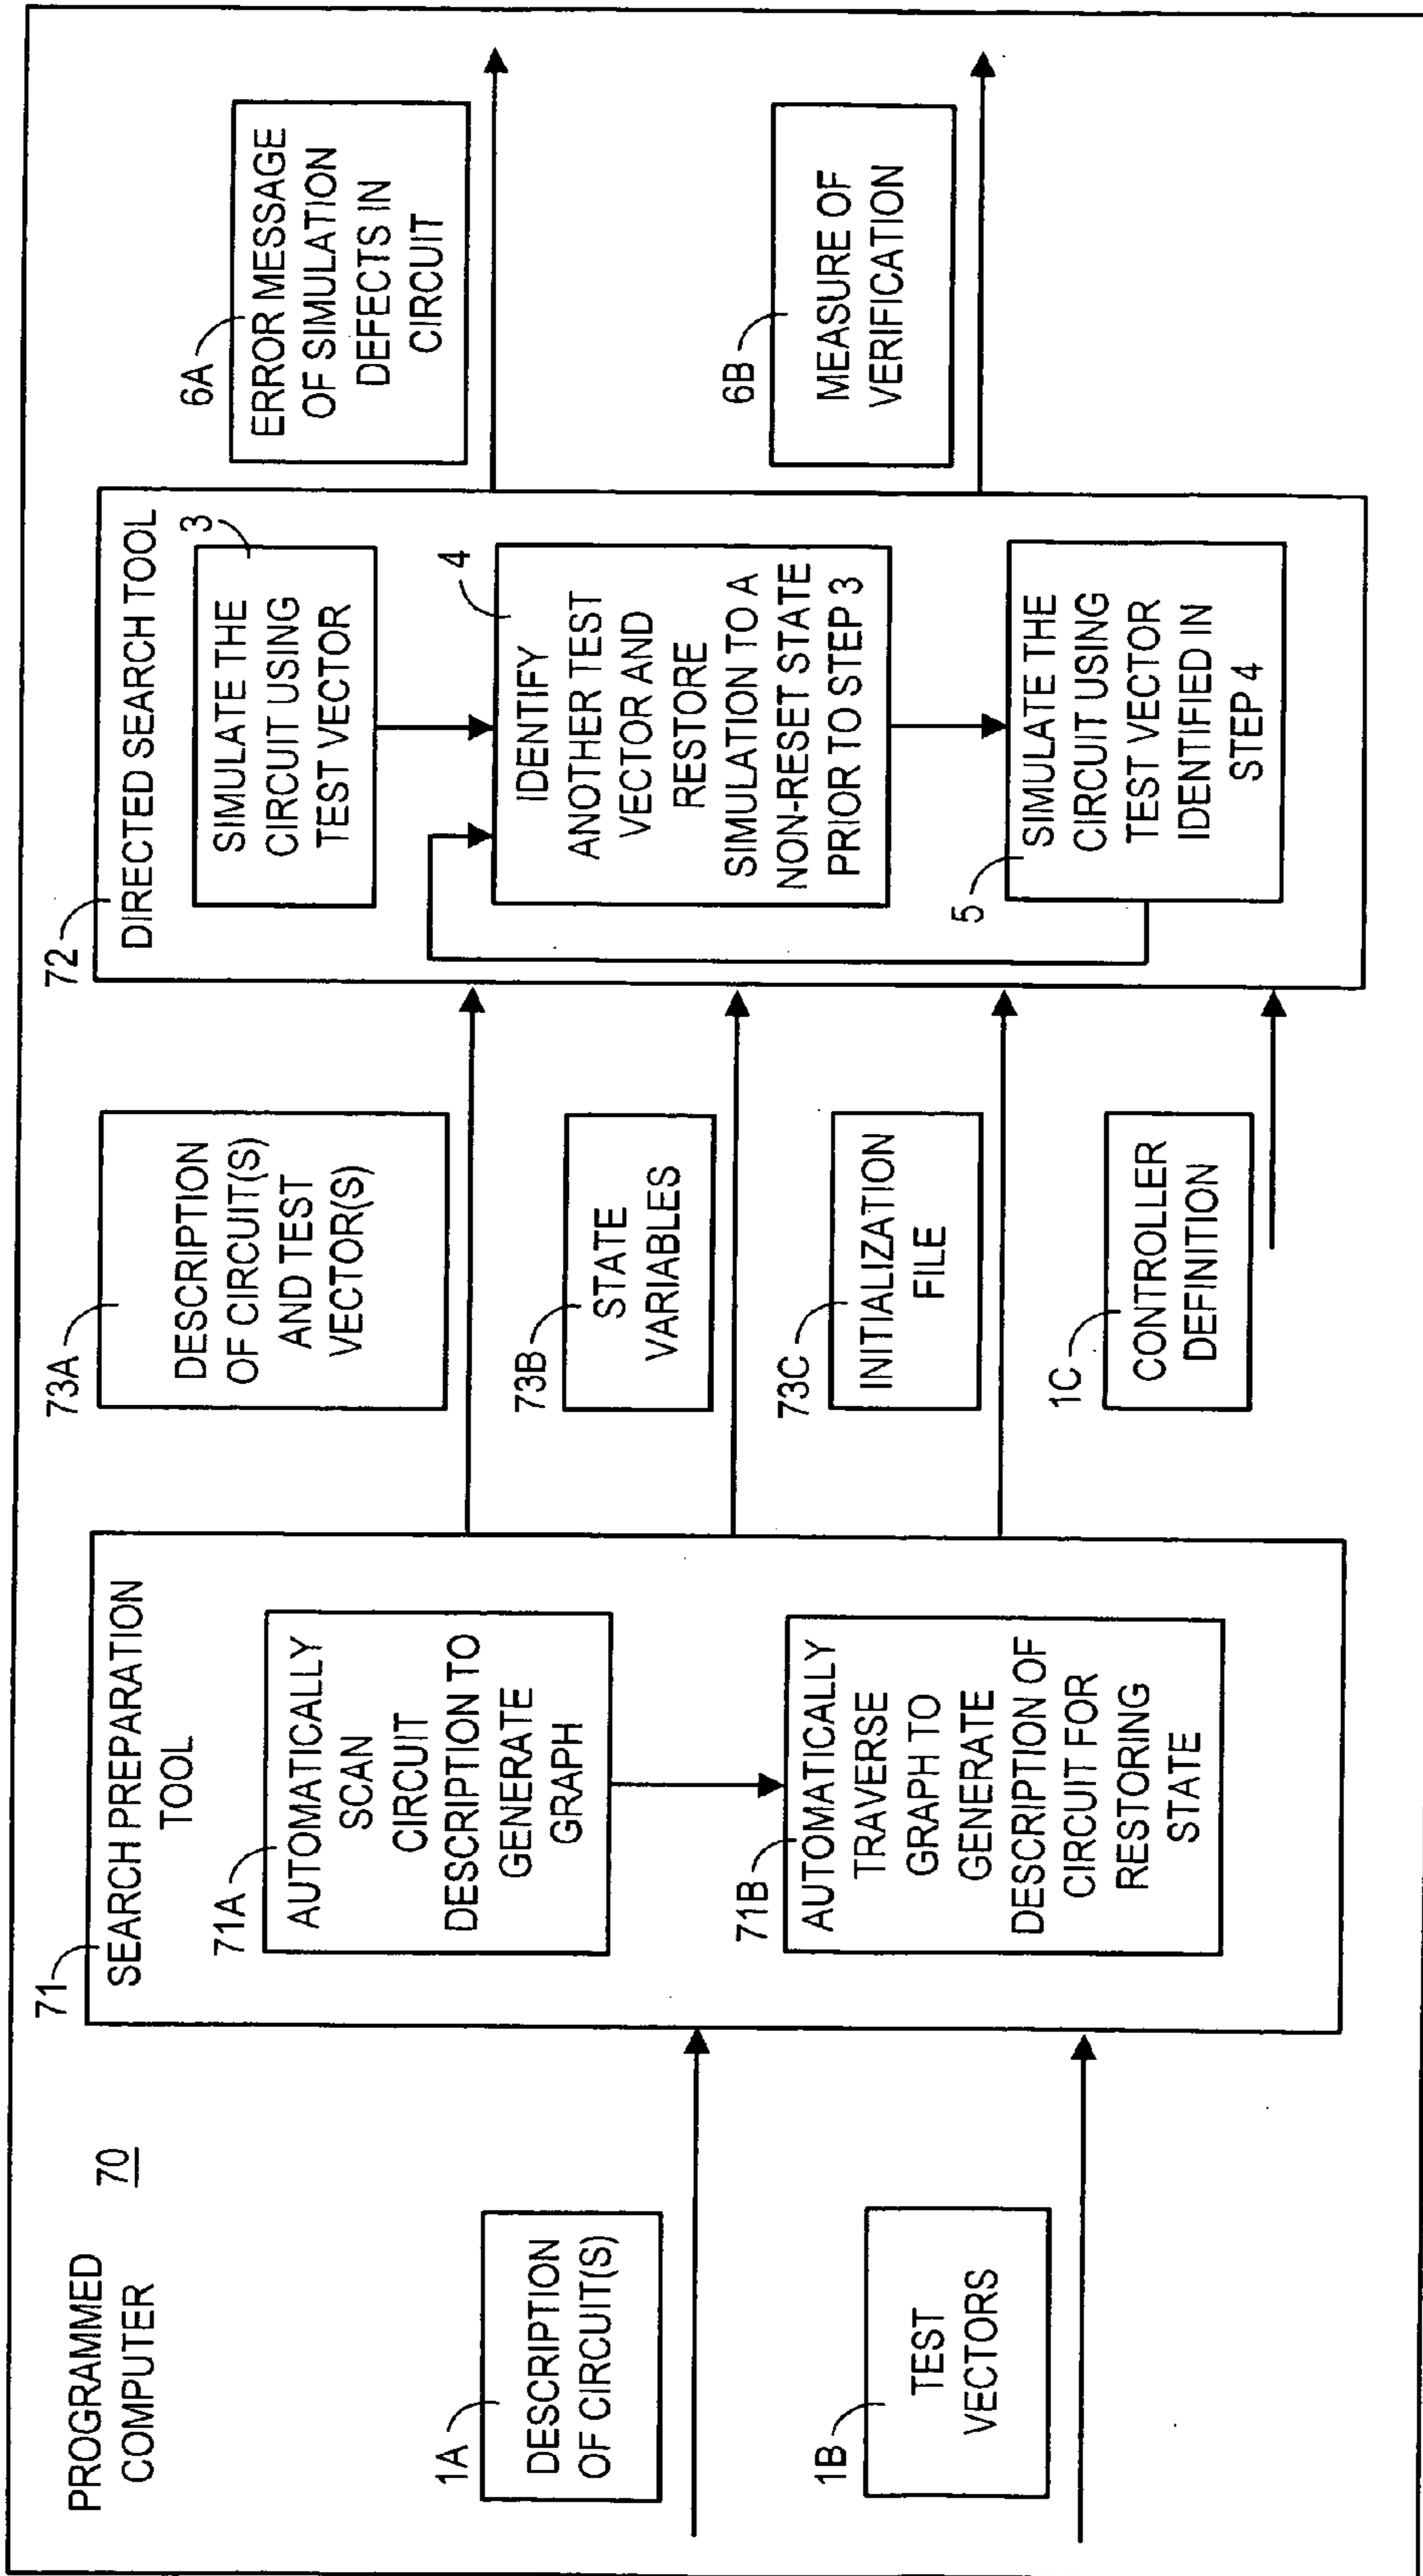 PROGRAMMED
COMPUTER
70
1A
DESCRIPTION
OF CIRCUIT(S)
1B
TEST
VECTORS
71
SEARCH PREPARATION
TOOL
71A
AUTOMATICALLY
SCAN
CIRCUIT
DESCRIPTION TO
GENERATE
GRAPH
71B
AUTOMATICALLY
TRAVERSE
GRAPH TO
GENERATE
DESCRIPTION OF
CIRCUIT FOR
RESTORING
STATE
73A
DESCRIPTION
OF CIRCUIT(S)
AND TEST
VECTOR(S)
73B
STATE
VARIABLES
73C
INITIALIZATION
FILE
1C
CONTROLLER
DEFINITION
72
DIRECTED SEARCH TOOL
3
SIMULATE THE
CIRCUIT USING
TEST VECTOR
4
IDENTIFY
ANOTHER TEST
VECTOR AND
RESTORE
SIMULATION TO A
NON-RESET STATE
PRIOR TO STEP 3
5
SIMULATE THE
CIRCUIT USING
TEST VECTOR
IDENTIFIED IN
STEP 4
6A
ERROR MESSAGE
OF SIMULATION
DEFECTS IN
CIRCUIT
6B
MEASURE OF
VERIFICATION